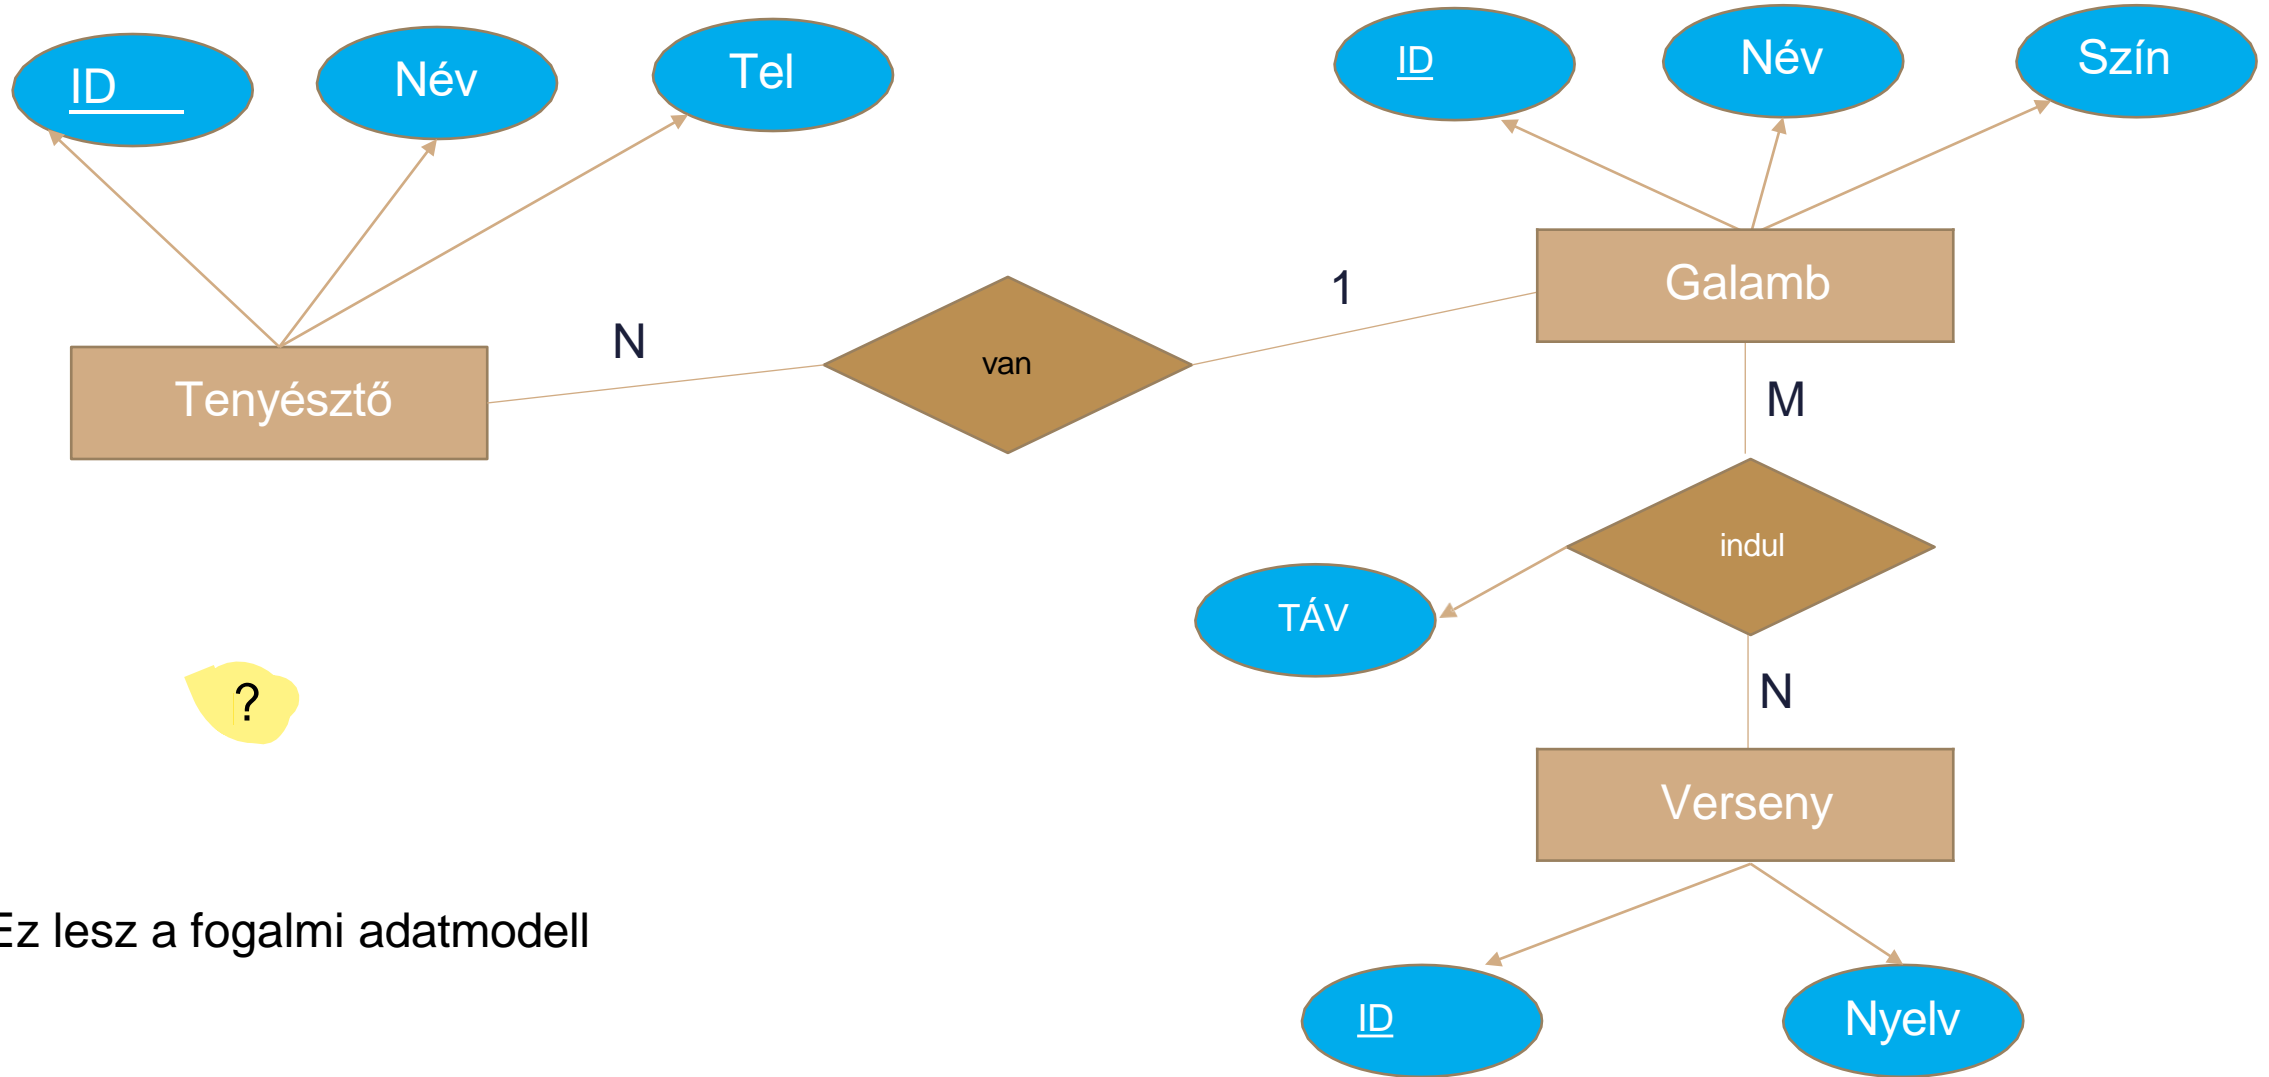 ID
Név
Tel
ID
Név
Szín
Galamb
1
N
van
Tenyésztő
M
indul
TÁV
?
N
Verseny
Ez lesz a fogalmi adatmodell
ID
Nyelv